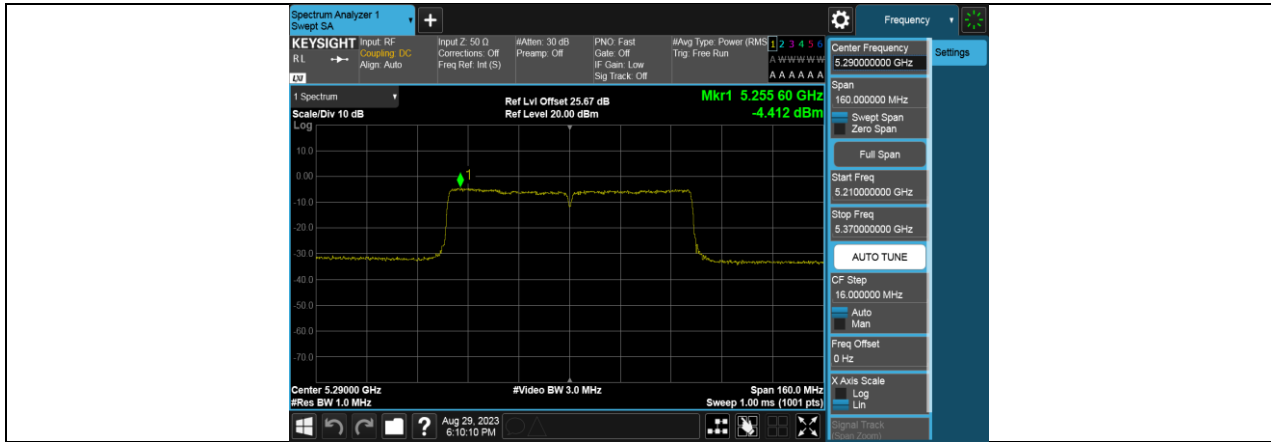 Spectrum Analyzer 1
Swept SA
Frequency
KEYSIGHT
RL
LXI
Input: RF
Coupling: DC
Align: Auto
Input Z: 50 Ω
Corrections: Off
Freq Ref: Int (S)
#Atten: 30 dB
Preamp: Off
PNO: Fast
Gate: Off
IF Gain: Low
Sig Track: Off
#Avg Type: Power (RMS
Trig: Free Run
1 2 3 4 5 6
A W W W W W
A A A A A A
1 Spectrum
Scale/Div 10 dB
Ref Lvl Offset 25.67 dB
Ref Level 20.00 dBm
Mkr1 5.255 60 GHz
-4.412 dBm
Log
10.0
0.00
-10.0
-20.0
-30.0
-40.0
-50.0
-60.0
-70.0
1
Center 5.29000 GHz
#Res BW 1.0 MHz
#Video BW 3.0 MHz
Span 160.0 MHz
Sweep 1.00 ms (1001 pts)
Center Frequency
5.290000000 GHz
Settings
Span
160.000000 MHz
Swept Span
Zero Span
Full Span
Start Freq
5.210000000 GHz
Stop Freq
5.370000000 GHz
AUTO TUNE
CF Step
16.000000 MHz
Auto
Man
Freq Offset
0 Hz
X Axis Scale
Log
Lin
Signal Track
(Span Zoom)
?
Aug 29, 2023
6:10:10 PM